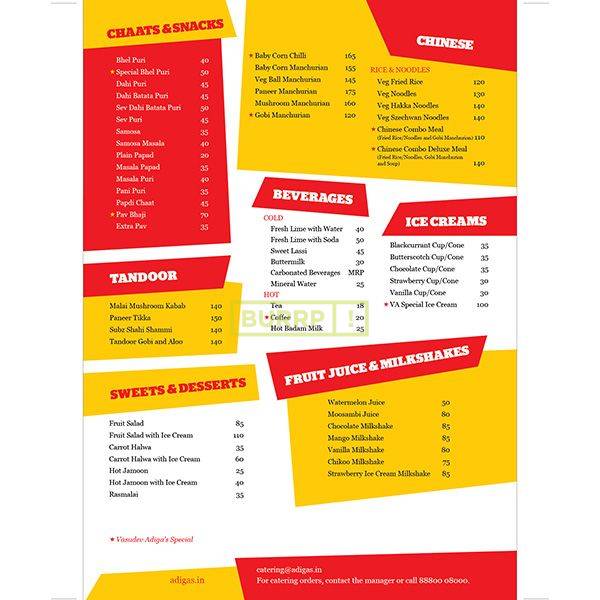 CHAATS & SNACKS
Bhel Puri 40
★ Special Bhel Puri 50
Dahi Puri 45
Dahi Batata Puri 45
Sev Dahi Batata Puri 50
Sev Puri 45
Samosa 35
Samosa Masala 40
Plain Papad 20
Masala Papad 35
Masala Puri 40
Pani Puri 35
Papdi Chaat 45
★ Pav Bhaji 70
Extra Pav 35
★ Baby Corn Chilli 165
Baby Corn Manchurian 155
Veg Ball Manchurian 145
Paneer Manchurian 175
Mushroom Manchurian 160
★ Gobi Manchurian 120
CHINESE
RICE & NOODLES
Veg Fried Rice 120
Veg Noodles 130
Veg Hakka Noodles 140
Veg Szechwan Noodles 140
★ Chinese Combo Meal
(Fried Rice/Noodles and Gobi Manchurian) 110
★ Chinese Combo Deluxe Meal
(Fried Rice/Noodles, Gobi Manchurian
and Soup) 140
TANDOOR
Malai Mushroom Kabab 140
Paneer Tikka 150
Subz Shahi Shammi 140
Tandoor Gobi and Aloo 140
BEVERAGES
COLD
Fresh Lime with Water 40
Fresh Lime with Soda 50
Sweet Lassi 45
Buttermilk 30
Carbonated Beverages MRP
Mineral Water 25
HOT
Tea 18
★ Coffee 20
Hot Badam Milk 25
BURRP !
ICE CREAMS
Blackcurrant Cup/Cone 35
Butterscotch Cup/Cone 35
Chocolate Cup/Cone 35
Strawberry Cup/Cone 30
Vanilla Cup/Cone 30
★ VA Special Ice Cream 100
SWEETS & DESSERTS
Fruit Salad 85
Fruit Salad with Ice Cream 110
Carrot Halwa 35
Carrot Halwa with Ice Cream 60
Hot Jamoon 25
Hot Jamoon with Ice Cream 40
Rasmalai 35
FRUIT JUICE & MILKSHAKES
Watermelon Juice 50
Moosambi Juice 80
Chocolate Milkshake 85
Mango Milkshake 85
Vanilla Milkshake 80
Chikoo Milkshake 75
Strawberry Ice Cream Milkshake 85
★ Vasudev Adiga's Special
adigas.in
catering@adigas.in
For catering orders, contact the manager or call 88800 08000.